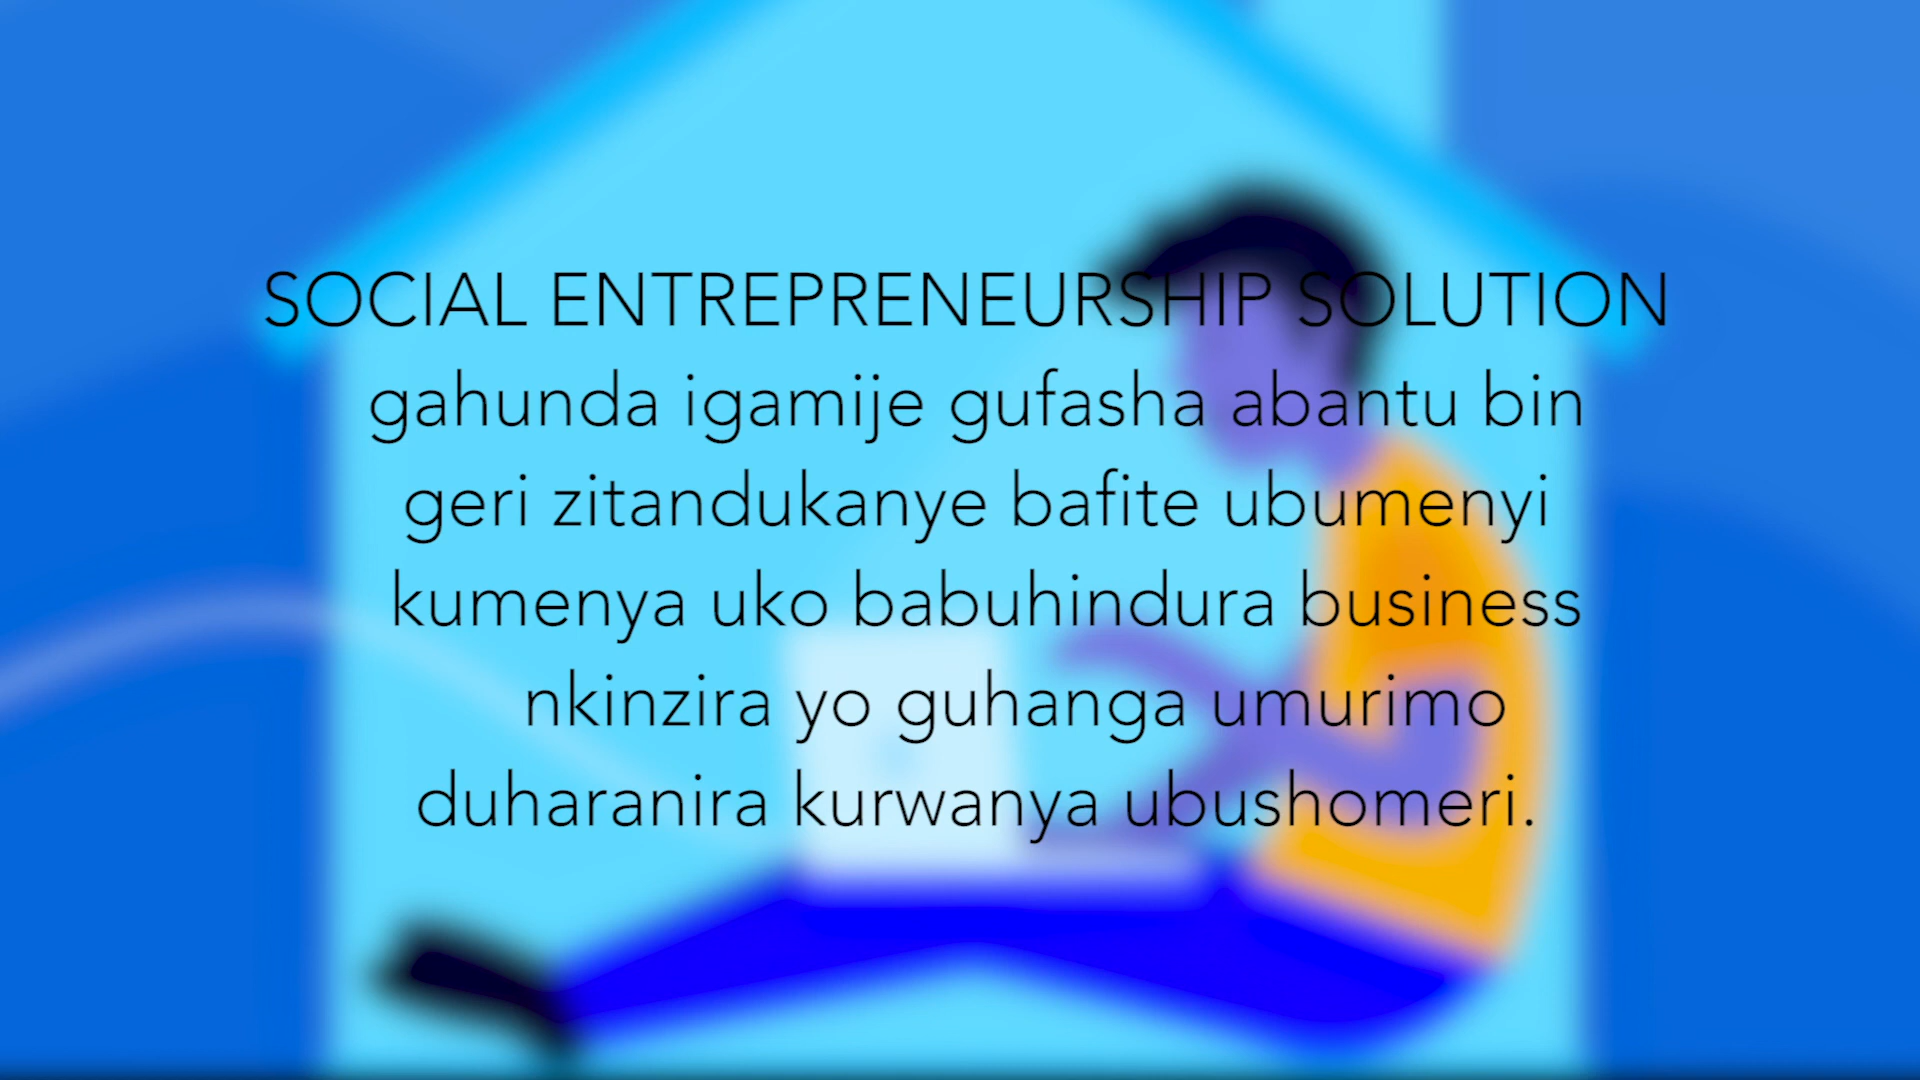 SOCIAL ENTREPRENEURSHIP SOLUTION
gahunda igamije gufasha abantu bin
geri zitandukanye bafite ubumenyi
kumenya uko babuhindura business
nkinzira yo guhanga umurimo
duharanira kurwanya ubushomeri.